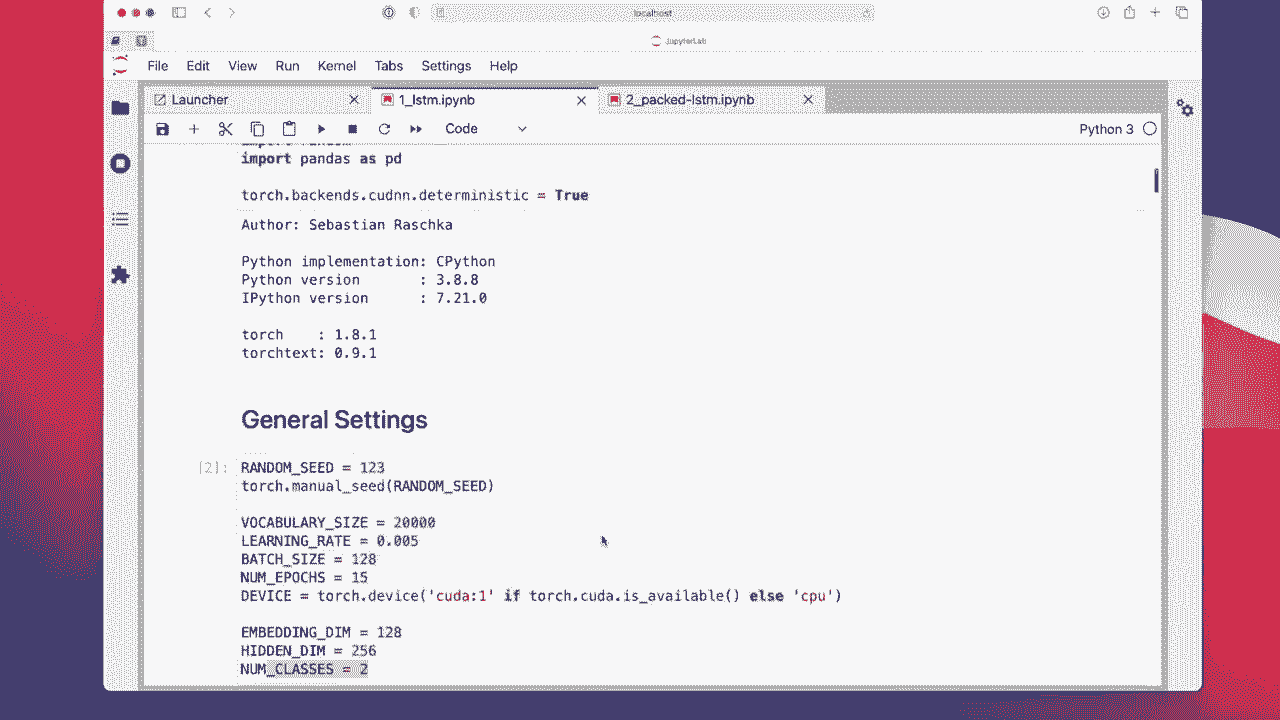 localhost
JupyterLab
File Edit View Run Kernel Tabs Settings Help
Launcher 1_lstm.ipynb 2_packed-lstm.ipynb
Code Python 3
import pandas as pd
torch.backends.cudnn.deterministic = True
Author: Sebastian Raschka
Python implementation: CPython
Python version : 3.8.8
IPython version : 7.21.0
torch : 1.8.1
torchtext: 0.9.1
General Settings
[2]: RANDOM_SEED = 123
torch.manual_seed(RANDOM_SEED)
VOCABULARY_SIZE = 20000
LEARNING_RATE = 0.005
BATCH_SIZE = 128
NUM_EPOCHS = 15
DEVICE = torch.device('cuda:1' if torch.cuda.is_available() else 'cpu')
EMBEDDING_DIM = 128
HIDDEN_DIM = 256
NUM_CLASSES = 2